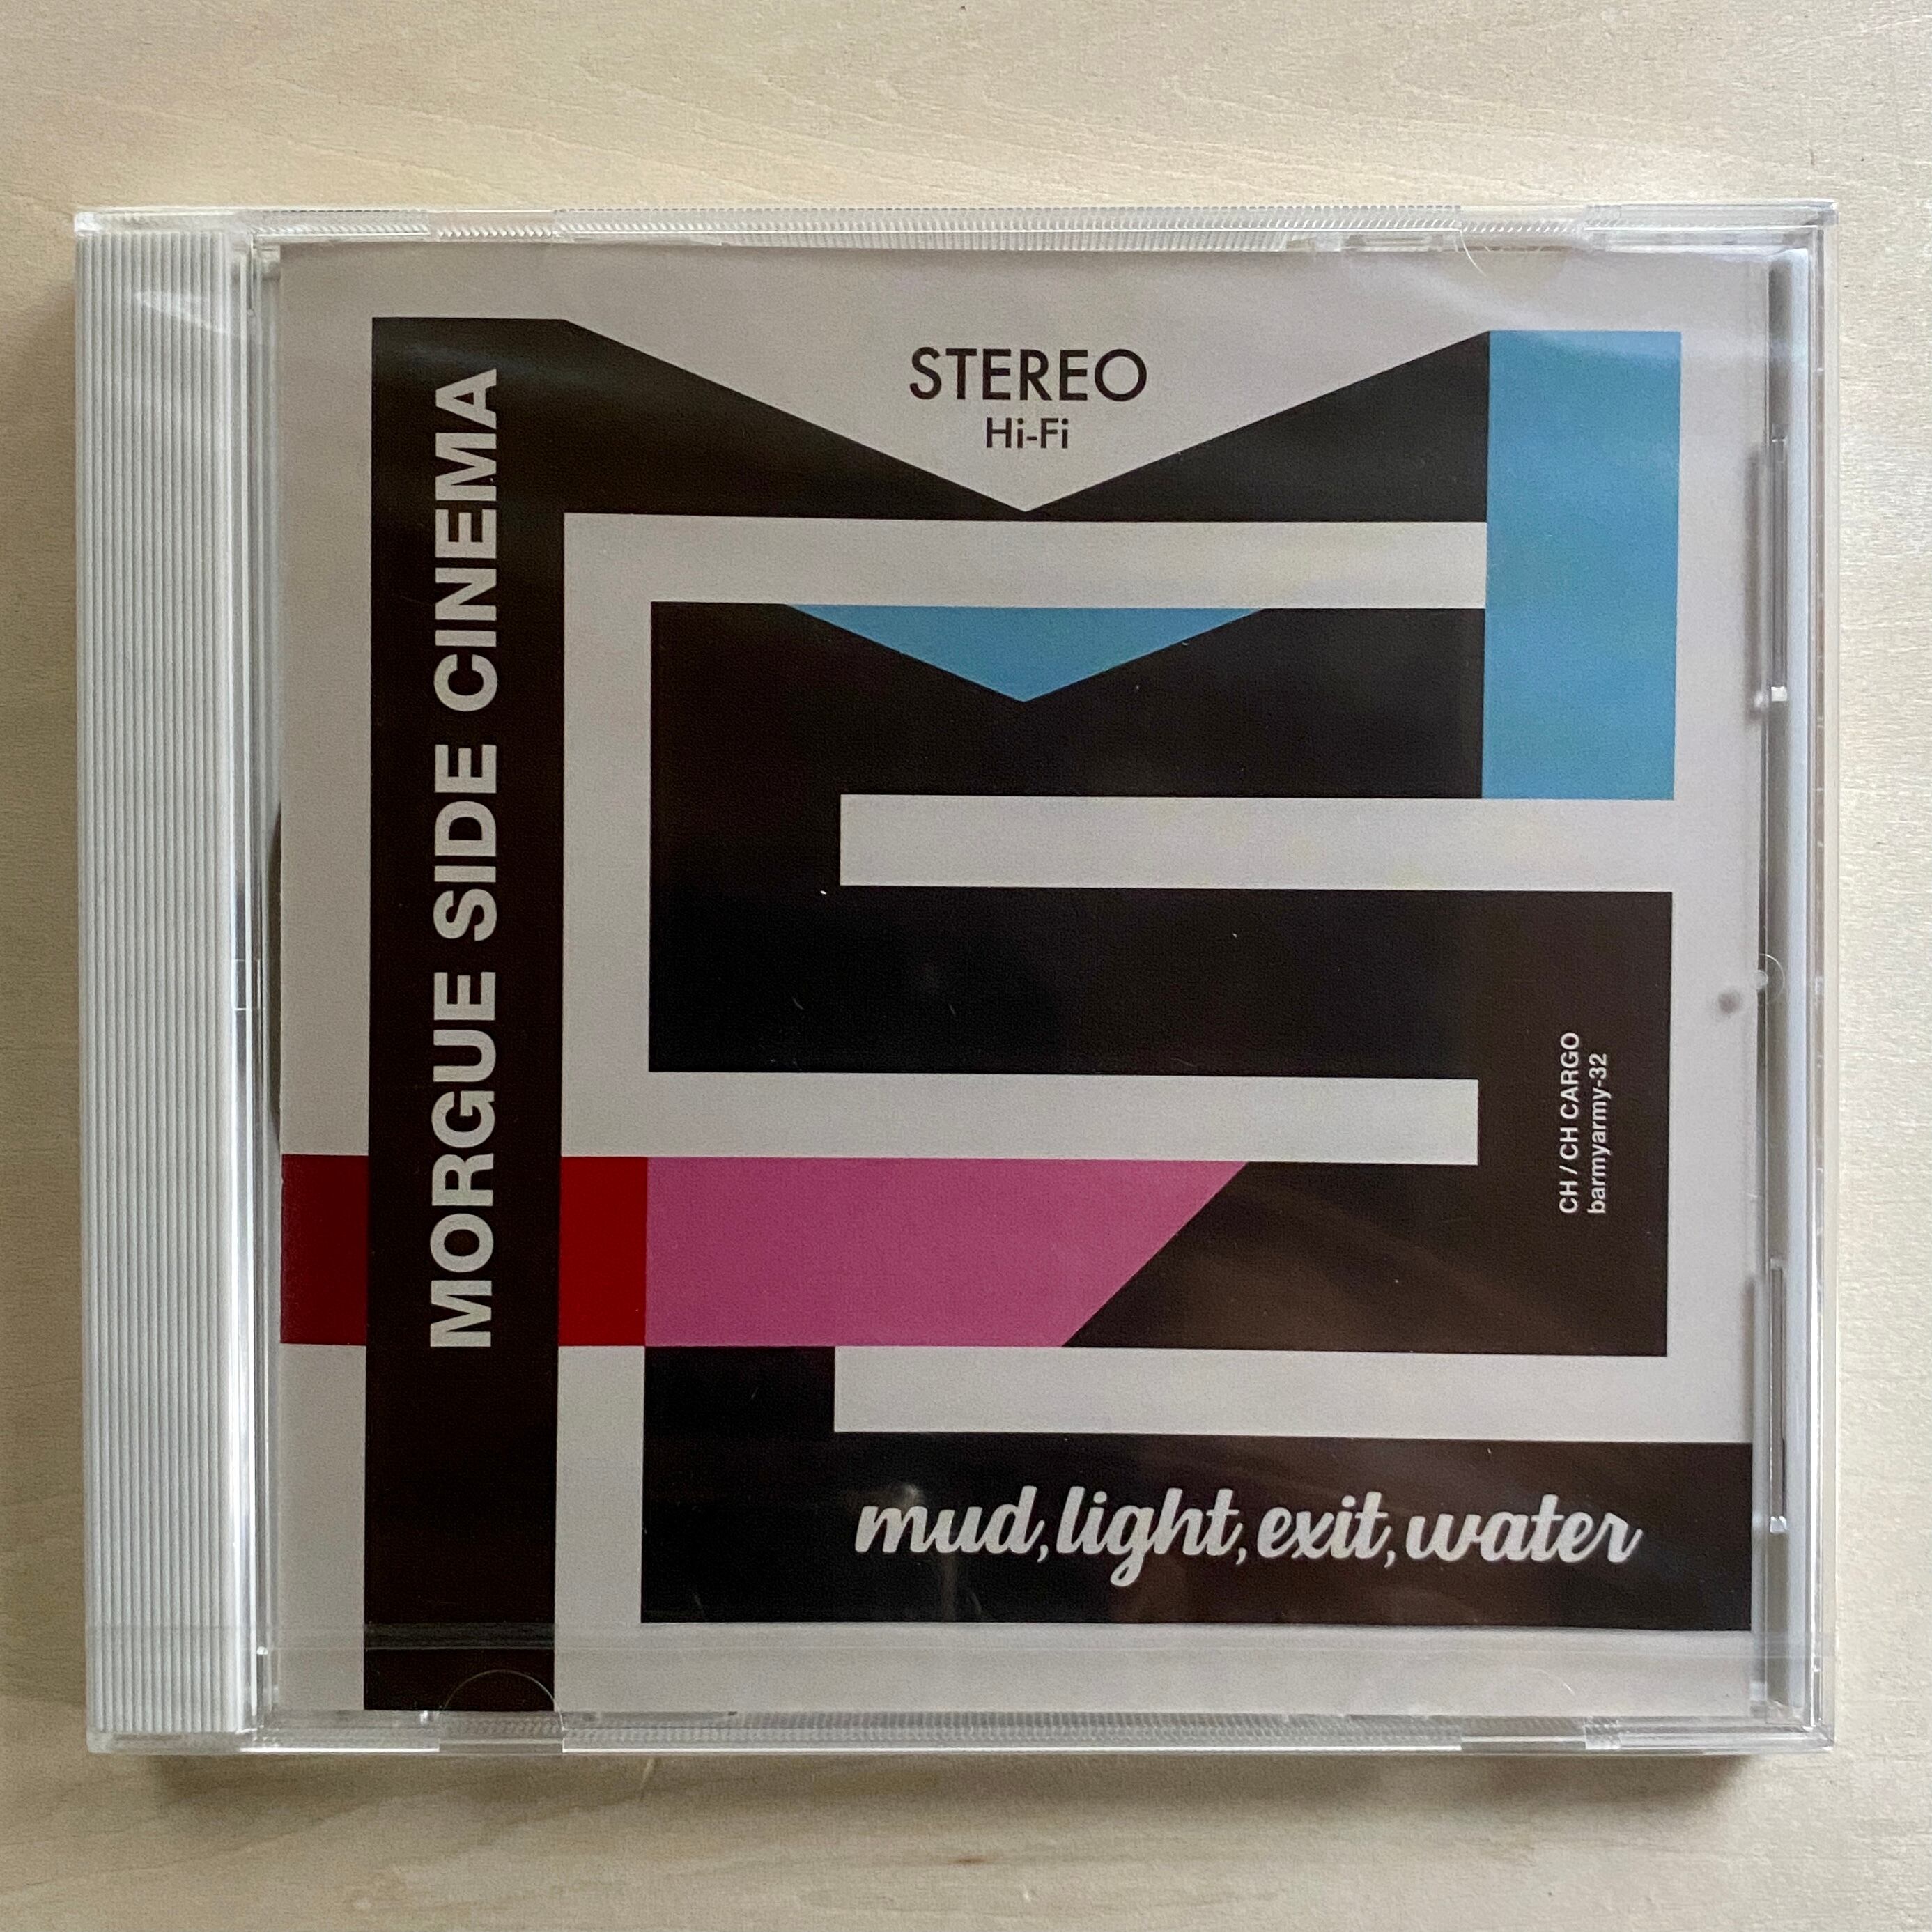 STEREO
Hi-Fi
MORGUE SIDE CINEMA
CH / CH CARGO
barmyarmy-32
mud,light,exit,water